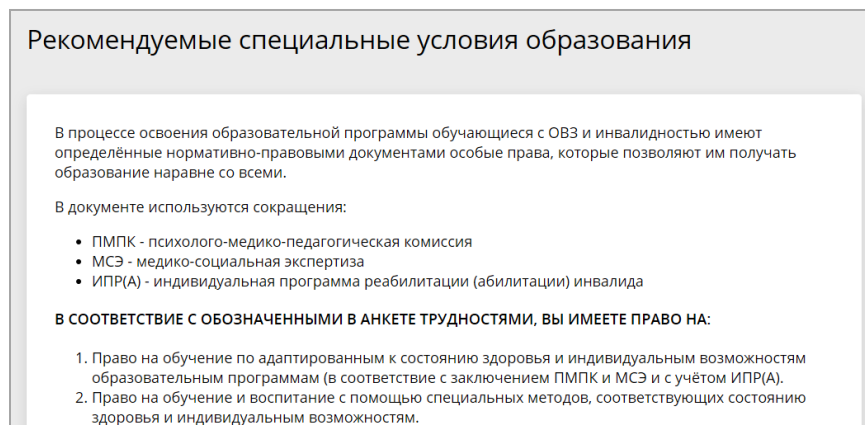 Рекомендуемые специальные условия образования
В процессе освоения образовательной программы обучающиеся с ОВЗ и инвалидностью имеют
определённые нормативно-правовыми документами особые права, которые позволяют им получать
образование наравне со всеми.
В документе используются сокращения:
• ПМПК - психолого-медико-педагогическая комиссия
• МСЭ - медико-социальная экспертиза
• ИПР(А) - индивидуальная программа реабилитации (абилитации) инвалида
В СООТВЕТСТВИЕ С ОБОЗНАЧЕННЫМИ В АНКЕТЕ ТРУДНОСТЯМИ, ВЫ ИМЕЕТЕ ПРАВО НА:
1. Право на обучение по адаптированным к состоянию здоровья и индивидуальным возможностям
образовательным программам (в соответствие с заключением ПМПК и МСЭ и с учётом ИПР(А).
2. Право на обучение и воспитание с помощью специальных методов, соответствующих состоянию
здоровья и индивидуальным возможностям.